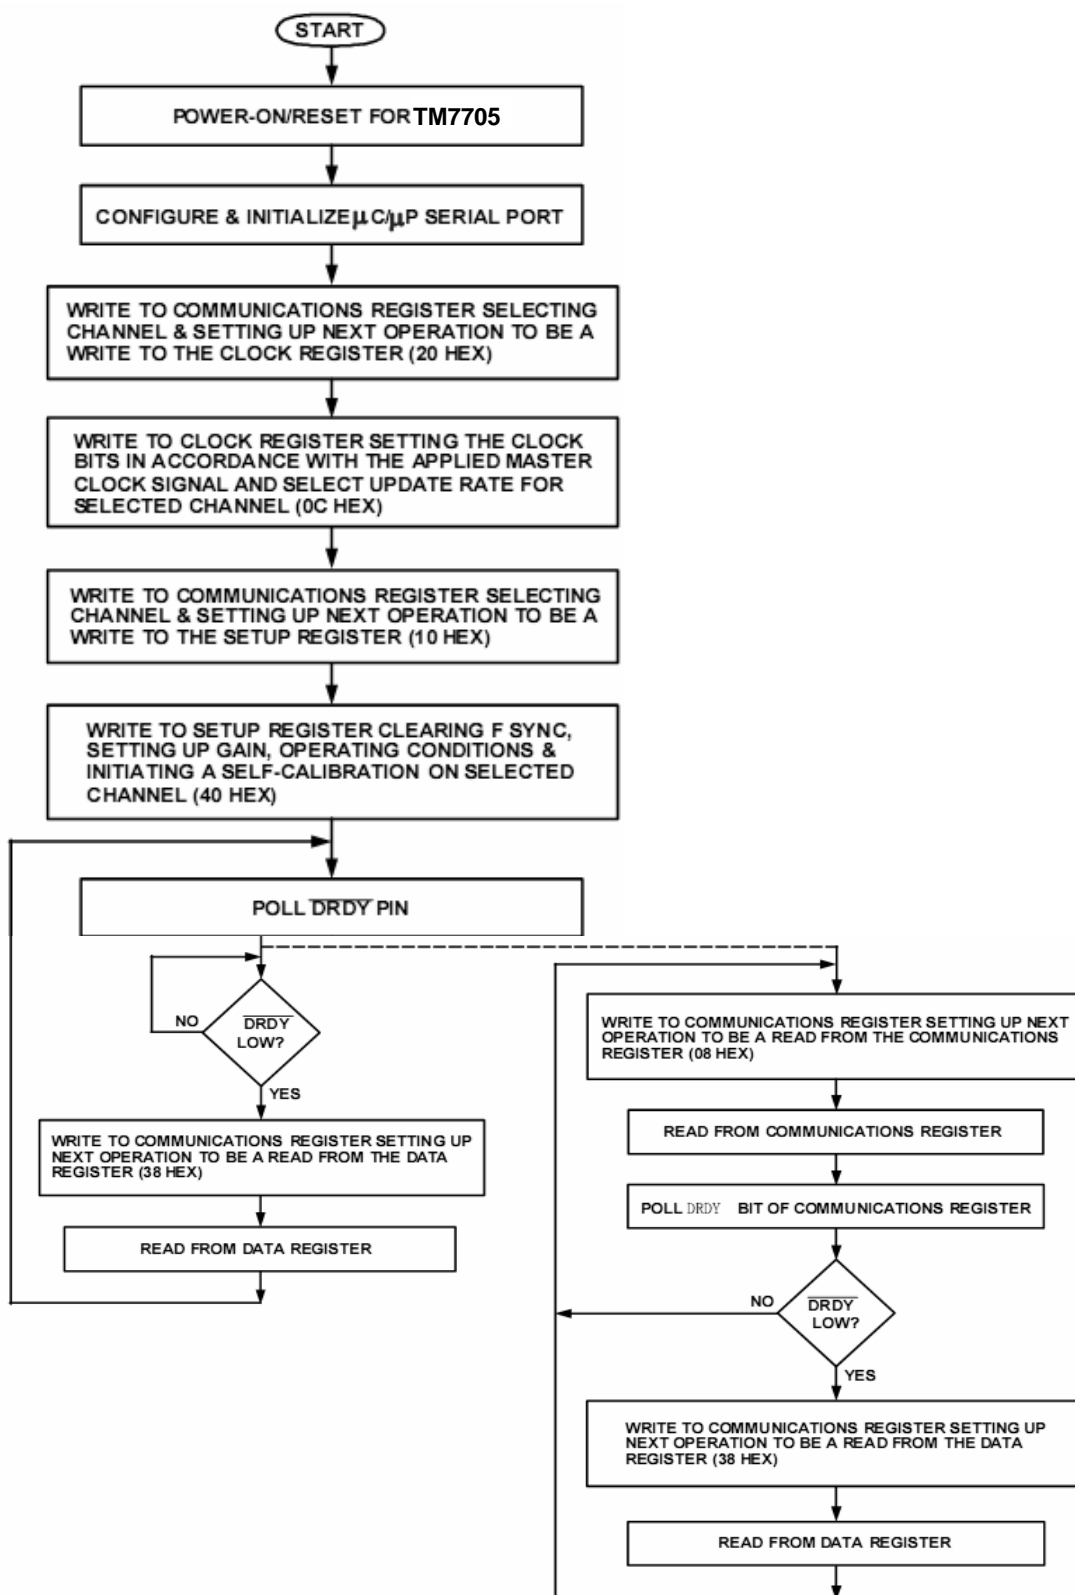 START
POWER-ON/RESET FOR TM7705
CONFIGURE & INITIALIZE μC/μP SERIAL PORT
WRITE TO COMMUNICATIONS REGISTER SELECTING
CHANNEL & SETTING UP NEXT OPERATION TO BE A
WRITE TO THE CLOCK REGISTER (20 HEX)
WRITE TO CLOCK REGISTER SETTING THE CLOCK
BITS IN ACCORDANCE WITH THE APPLIED MASTER
CLOCK SIGNAL AND SELECT UPDATE RATE FOR
SELECTED CHANNEL (0C HEX)
WRITE TO COMMUNICATIONS REGISTER SELECTING
CHANNEL & SETTING UP NEXT OPERATION TO BE A
WRITE TO THE SETUP REGISTER (10 HEX)
WRITE TO SETUP REGISTER CLEARING F SYNC,
SETTING UP GAIN, OPERATING CONDITIONS &
INITIATING A SELF-CALIBRATION ON SELECTED
CHANNEL (40 HEX)
POLL DRDY PIN
NO
DRDY
LOW?
YES
WRITE TO COMMUNICATIONS REGISTER SETTING UP
NEXT OPERATION TO BE A READ FROM THE DATA
REGISTER (38 HEX)
READ FROM DATA REGISTER
WRITE TO COMMUNICATIONS REGISTER SETTING UP NEXT
OPERATION TO BE A READ FROM THE COMMUNICATIONS
REGISTER (08 HEX)
READ FROM COMMUNICATIONS REGISTER
POLL DRDY BIT OF COMMUNICATIONS REGISTER
NO
DRDY
LOW?
YES
WRITE TO COMMUNICATIONS REGISTER SETTING UP
NEXT OPERATION TO BE A READ FROM THE DATA
REGISTER (38 HEX)
READ FROM DATA REGISTER